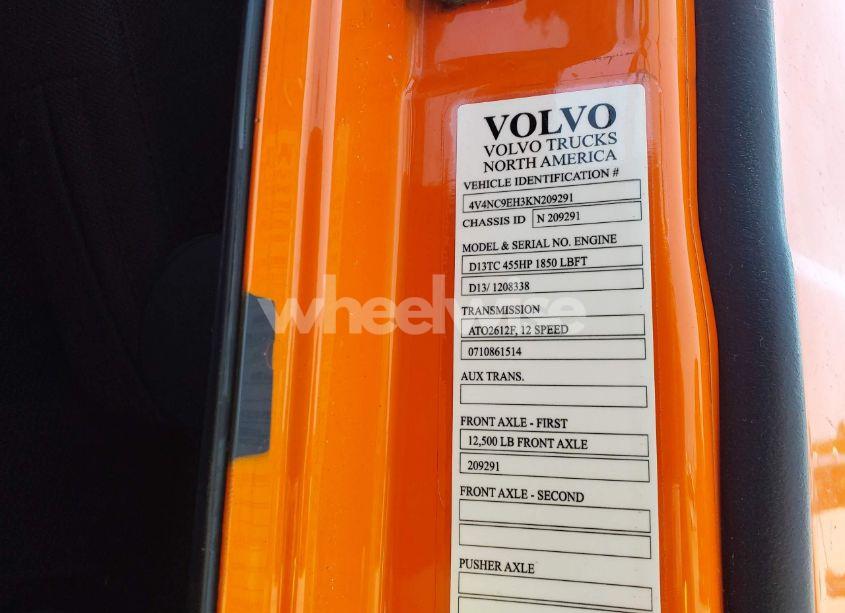 VOLVO
VOLVO TRUCKS
NORTH AMERICA
VEHICLE IDENTIFICATION #
4V4NC9EH3KN209291
CHASSIS ID N 209291
MODEL & SERIAL NO. ENGINE
D13TC 455HP 1850 LBFT
D13/ 1208338
wheelwise
TRANSMISSION
ATO2612F, 12 SPEED
0710861514
AUX TRANS.
FRONT AXLE - FIRST
12,500 LB FRONT AXLE
209291
FRONT AXLE - SECOND
PUSHER AXLE